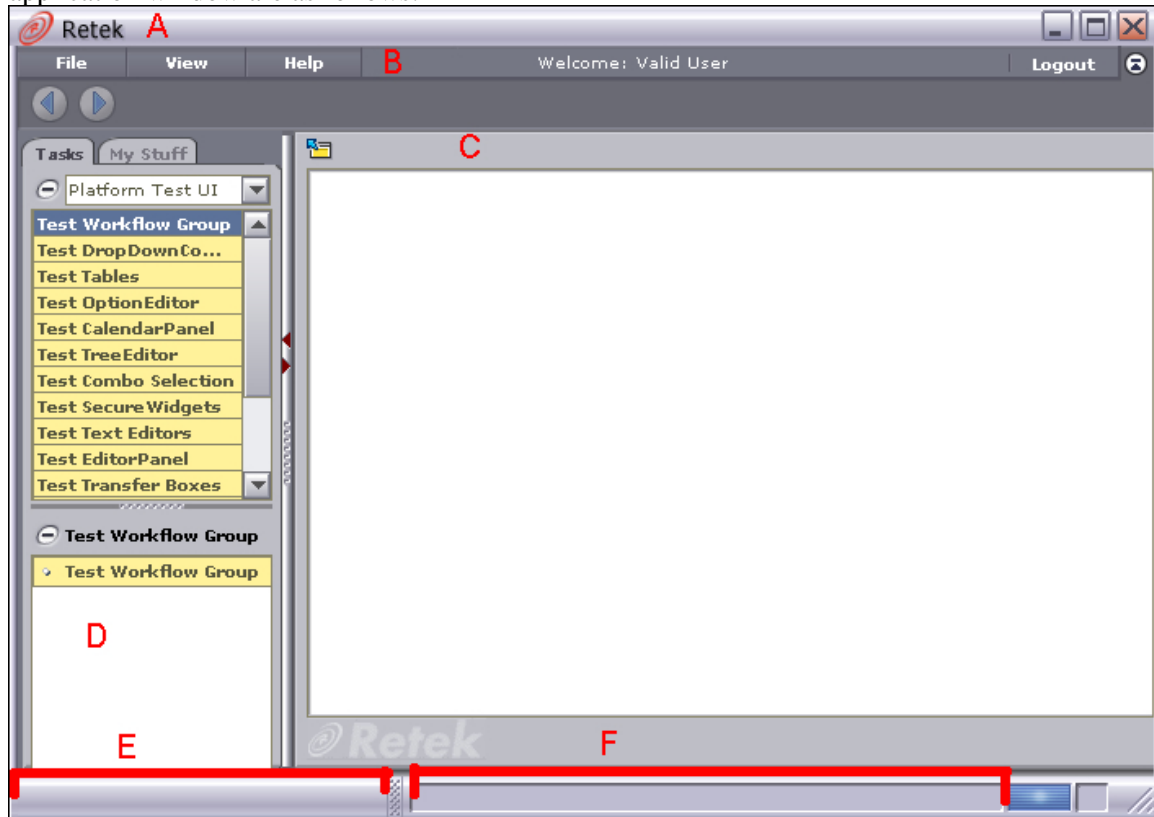 Retek A
File View Help B Welcome: Valid User Logout
C
Tasks My Stuff
Platform Test UI
Test Workflow Group
Test DropDownCo...
Test Tables
Test OptionEditor
Test CalendarPanel
Test TreeEditor
Test Combo Selection
Test SecureWidgets
Test Text Editors
Test EditorPanel
Test Transfer Boxes
Test Workflow Group
Test Workflow Group
D
E
Retek F